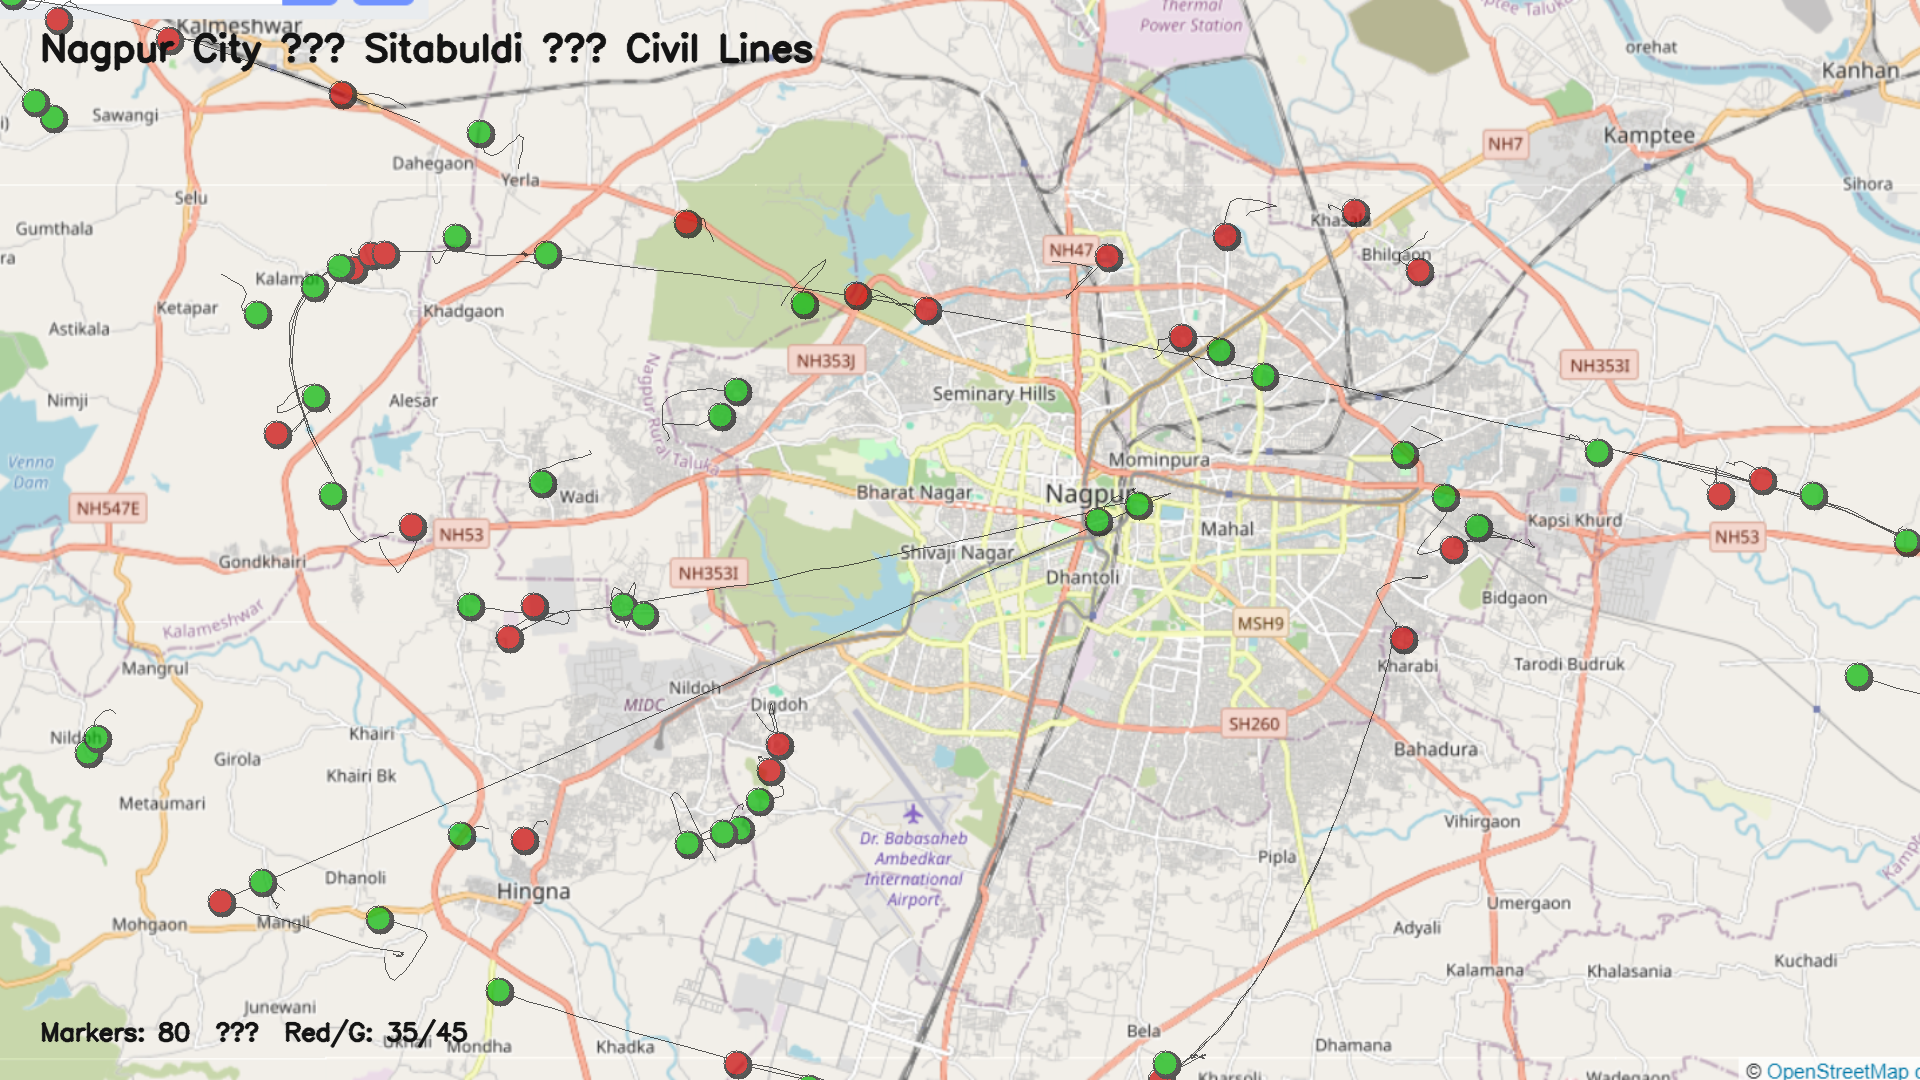 Thermal
Power Station
Kalmeshwar
Nagpur City ??? Sitabuldi ??? Civil Lines
orehat
Kanhan
Sawangi
NH7
Kamptee
Dahegaon
Yerla
Sihora
Selu
Gumthala
NH47
Bhilgaon
Ketapar
Khadgaon
Astikala
NH353J
NH353I
Nagpur Rural Taluka
Seminary Hills
Nimji
Alesar
Mominpura
Venna
Dam
Nagpur
Bharat Nagar
Wadi
NH547E
Mahal
Kapsi Khurd
NH53
NH53
Shivaji Nagar
Gondkhairi
NH353I
Dhantoli
Bidgaon
Kalameshwar
MSH9
Mangrul
Kharabi
Tarodi Budruk
Nildoh
MIDC
Digdoh
SH260
Nildoh
Khairi
Bahadura
Girola
Khairi Bk
Metaumari
Vihirgaon
Dr. Babasaheb
Ambedkar
International
Airport
Pipla
Dhanoli
Hingna
Umergaon
Mohgaon
Mangli
Adyali
Kalamana
Khalasania
Kuchadi
Junewani
Markers: 80 ??? Red/G: 35/45
Mondha
Khadka
Bela
Dhamana
Kharsoli
Wadegaon
© OpenStreetMap c